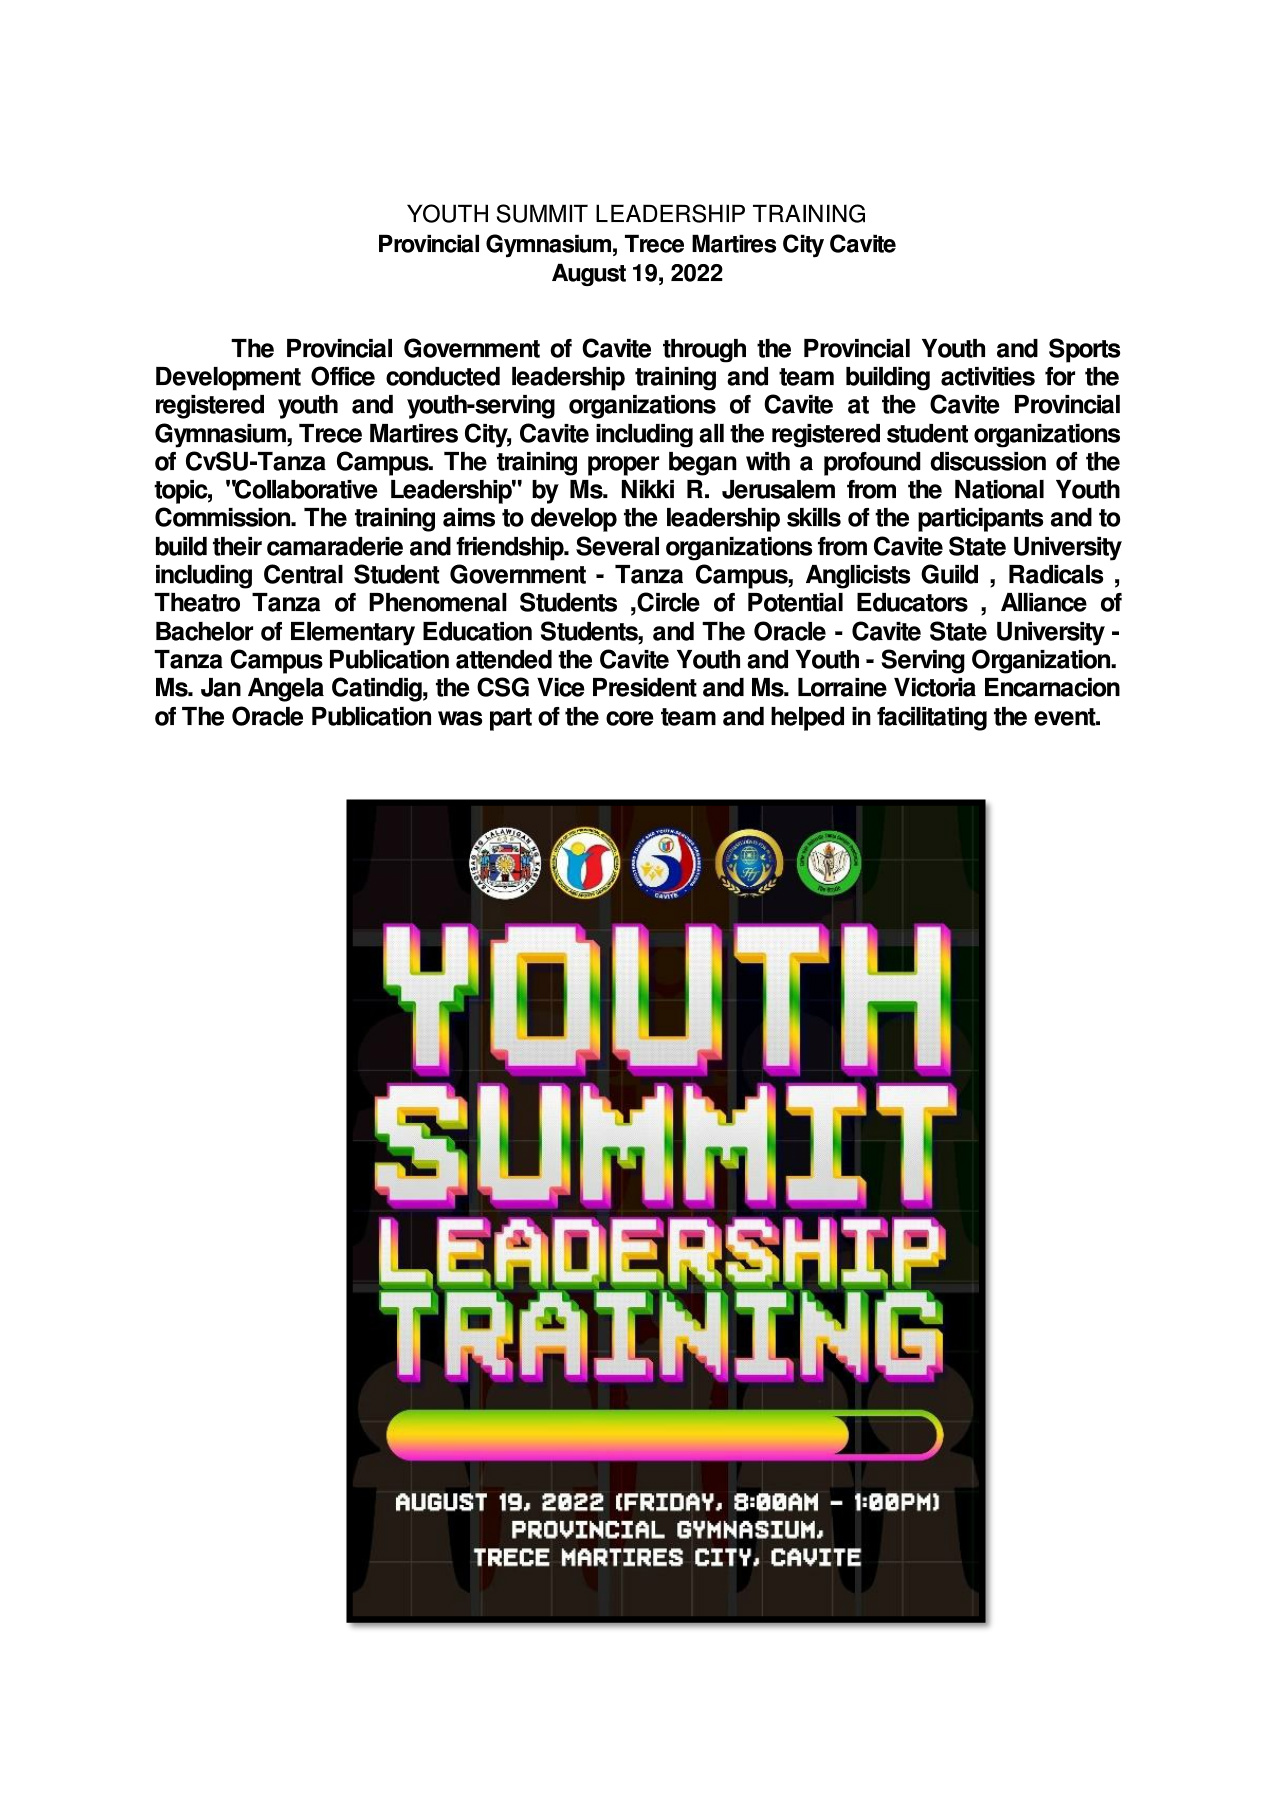 YOUTH SUMMIT LEADERSHIP TRAINING
Provincial Gymnasium, Trece Martires City Cavite
August 19, 2022
The Provincial Government of Cavite through the Provincial Youth and Sports
Development Office conducted leadership training and team building activities for the
registered youth and youth-serving organizations of Cavite at the Cavite Provincial
Gymnasium, Trece Martires City, Cavite including all the registered student organizations
of CvSU-Tanza Campus. The training proper began with a profound discussion of the
topic, "Collaborative Leadership" by Ms. Nikki R. Jerusalem from the National Youth
Commission. The training aims to develop the leadership skills of the participants and to
build their camaraderie and friendship. Several organizations from Cavite State University
including Central Student Government - Tanza Campus, Anglicists Guild , Radicals ,
Theatro Tanza of Phenomenal Students ,Circle of Potential Educators , Alliance of
Bachelor of Elementary Education Students, and The Oracle - Cavite State University -
Tanza Campus Publication attended the Cavite Youth and Youth - Serving Organization.
Ms. Jan Angela Catindig, the CSG Vice President and Ms. Lorraine Victoria Encarnacion
of The Oracle Publication was part of the core team and helped in facilitating the event.
YOUTH
SUMMIT
LEADERSHIP
TRAINING
AUGUST 19, 2022 (FRIDAY, 8:00AM - 1:00PM)
PROVINCIAL GYMNASIUM,
TRECE MARTIRES CITY, CAVITE